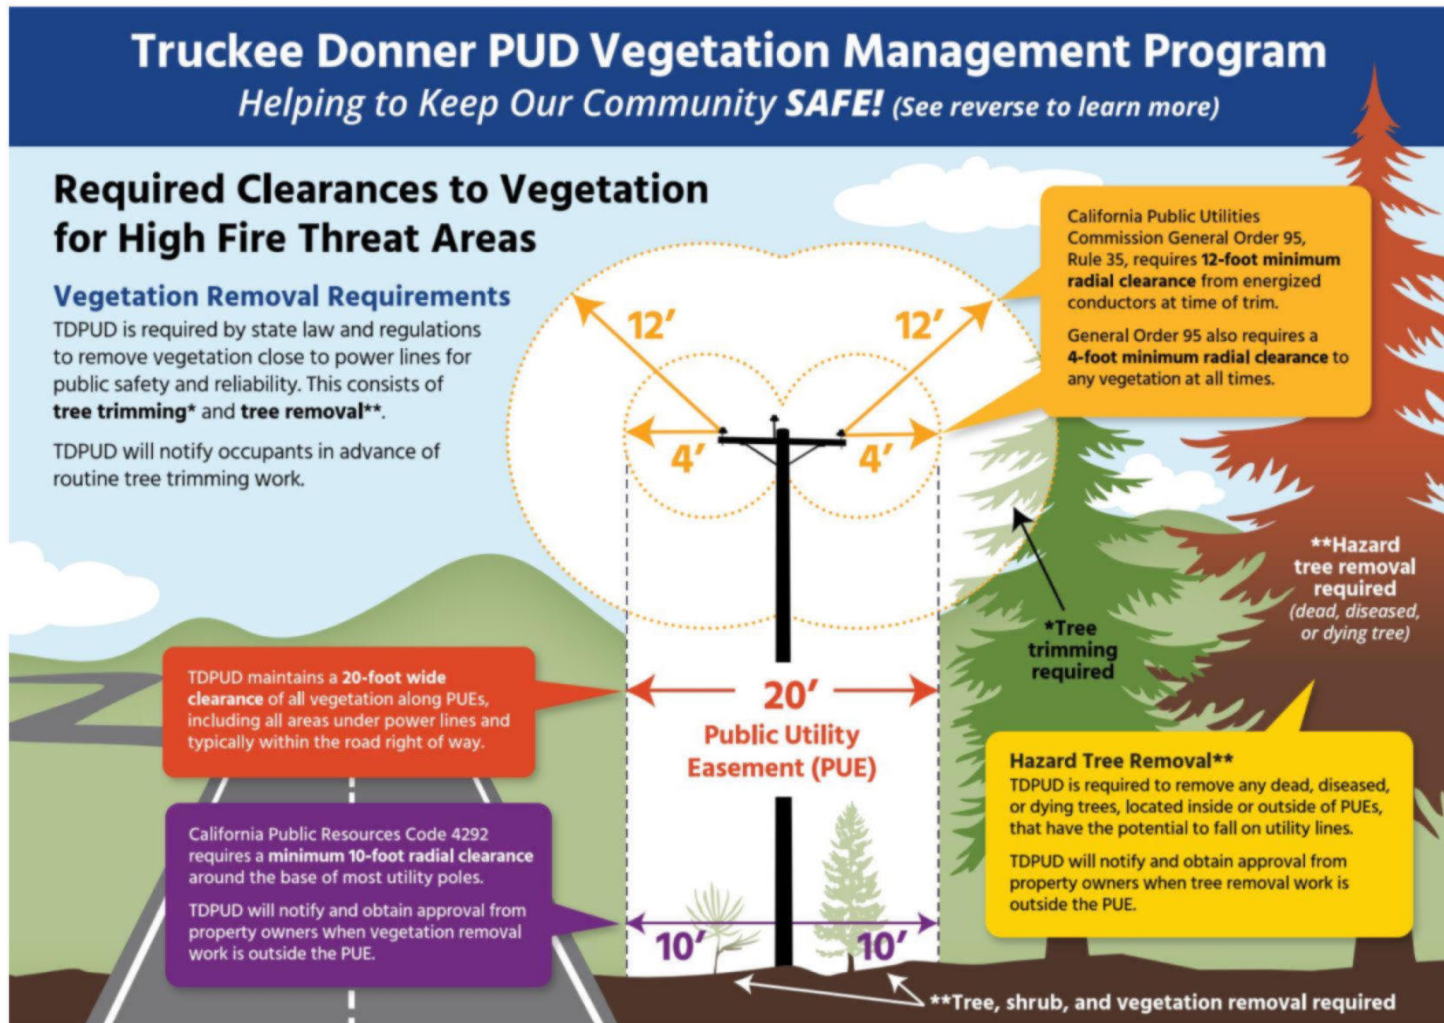 Truckee Donner PUD Vegetation Management Program
Helping to Keep Our Community SAFE! (See reverse to learn more)
Required Clearances to Vegetation
for High Fire Threat Areas
Vegetation Removal Requirements
TDPUD is required by state law and regulations
to remove vegetation close to power lines for
public safety and reliability. This consists of
tree trimming* and tree removal**.
TDPUD will notify occupants in advance of
routine tree trimming work.
12′
12′
4′
4′
California Public Utilities
Commission General Order 95,
Rule 35, requires 12-foot minimum
radial clearance from energized
conductors at time of trim.
General Order 95 also requires a
4-foot minimum radial clearance to
any vegetation at all times.
**Hazard
tree removal
required
(dead, diseased,
or dying tree)
*Tree
trimming
required
TDPUD maintains a 20-foot wide
clearance of all vegetation along PUEs,
including all areas under power lines and
typically within the road right of way.
20′
Public Utility
Easement (PUE)
Hazard Tree Removal**
TDPUD is required to remove any dead, diseased,
or dying trees, located inside or outside of PUEs,
that have the potential to fall on utility lines.
TDPUD will notify and obtain approval from
property owners when tree removal work is
outside the PUE.
California Public Resources Code 4292
requires a minimum 10-foot radial clearance
around the base of most utility poles.
TDPUD will notify and obtain approval from
property owners when vegetation removal
work is outside the PUE.
10′
10′
**Tree, shrub, and vegetation removal required